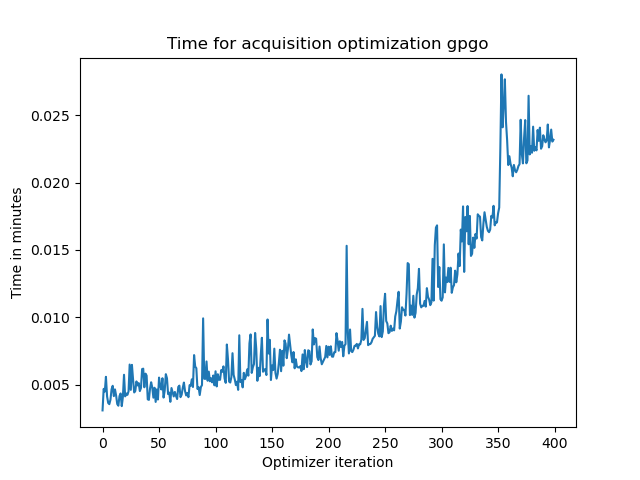 Time for acquisition optimization gpgo
Time in minutes
0.025
0.020
0.015
0.010
0.005
0 50 100 150 200 250 300 350 400
Optimizer iteration